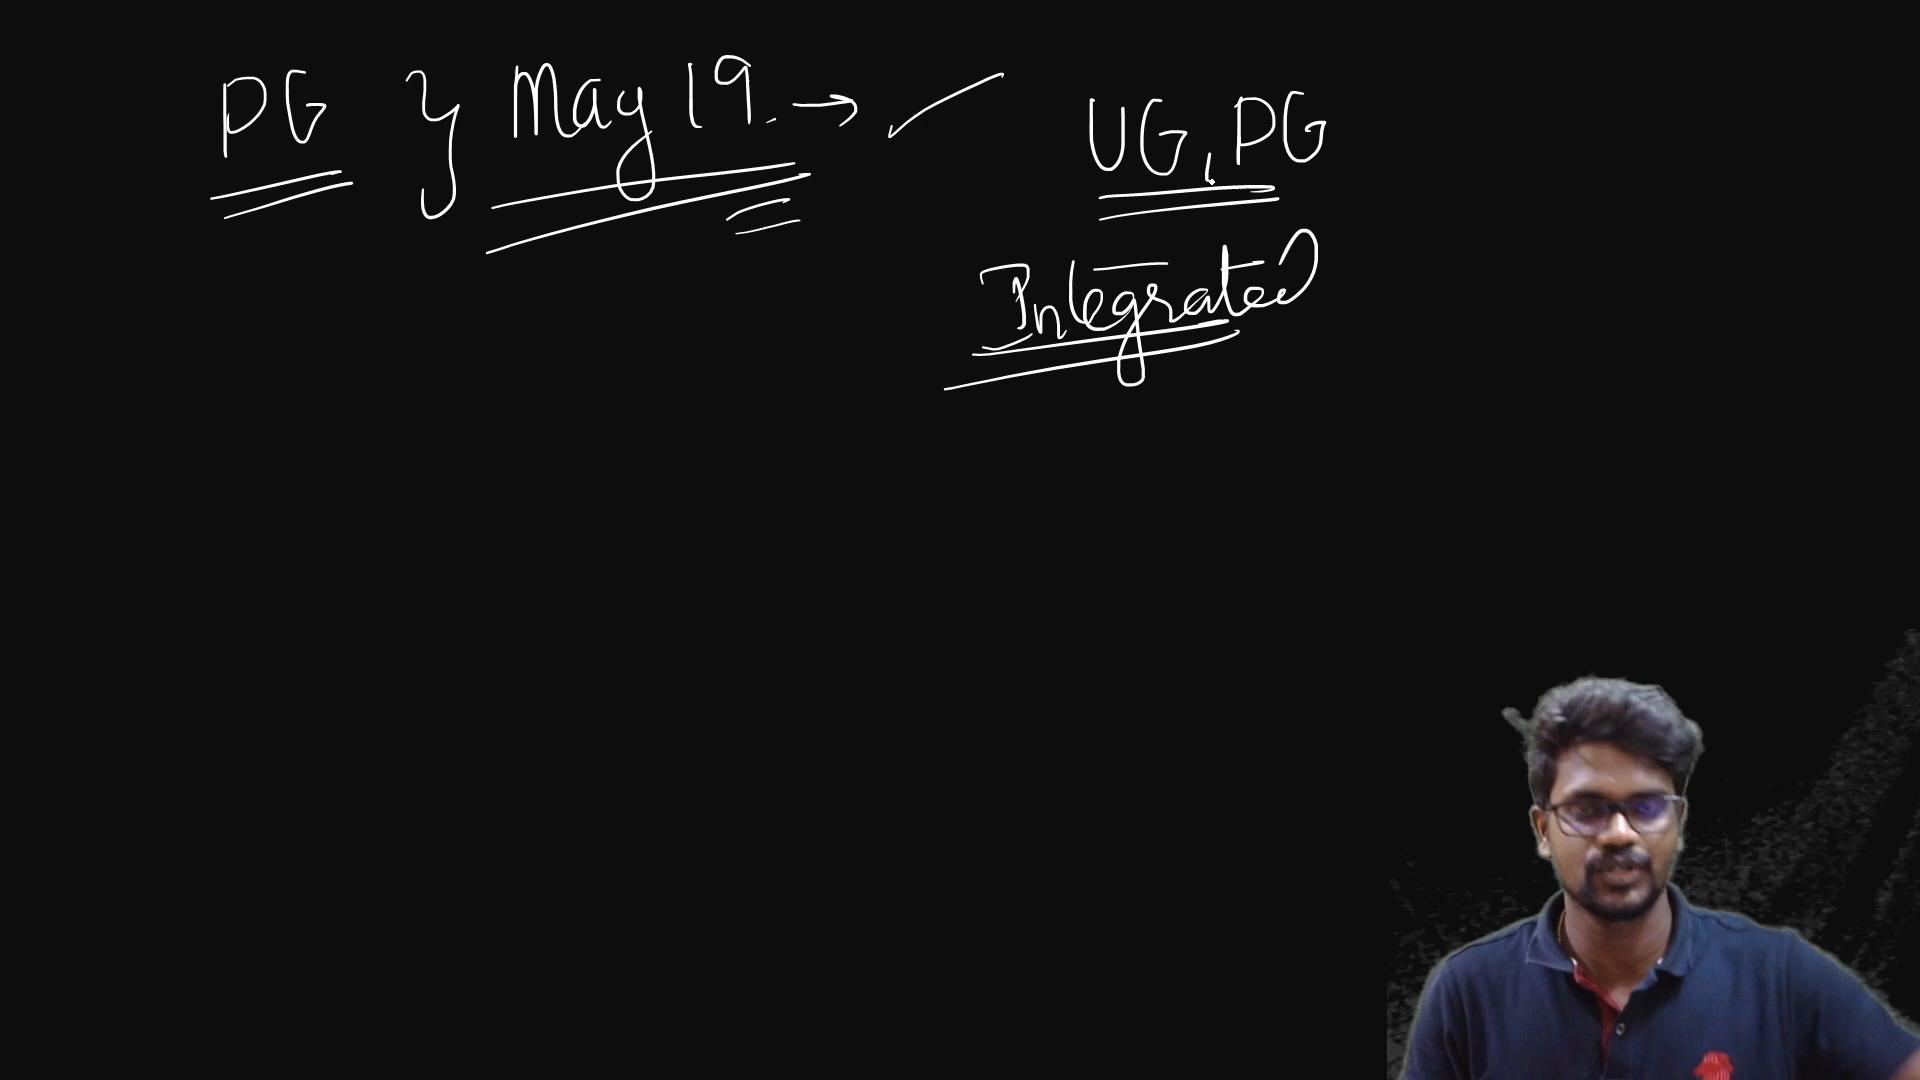 PG } May 19. → ✓
UG, PG
Integrated